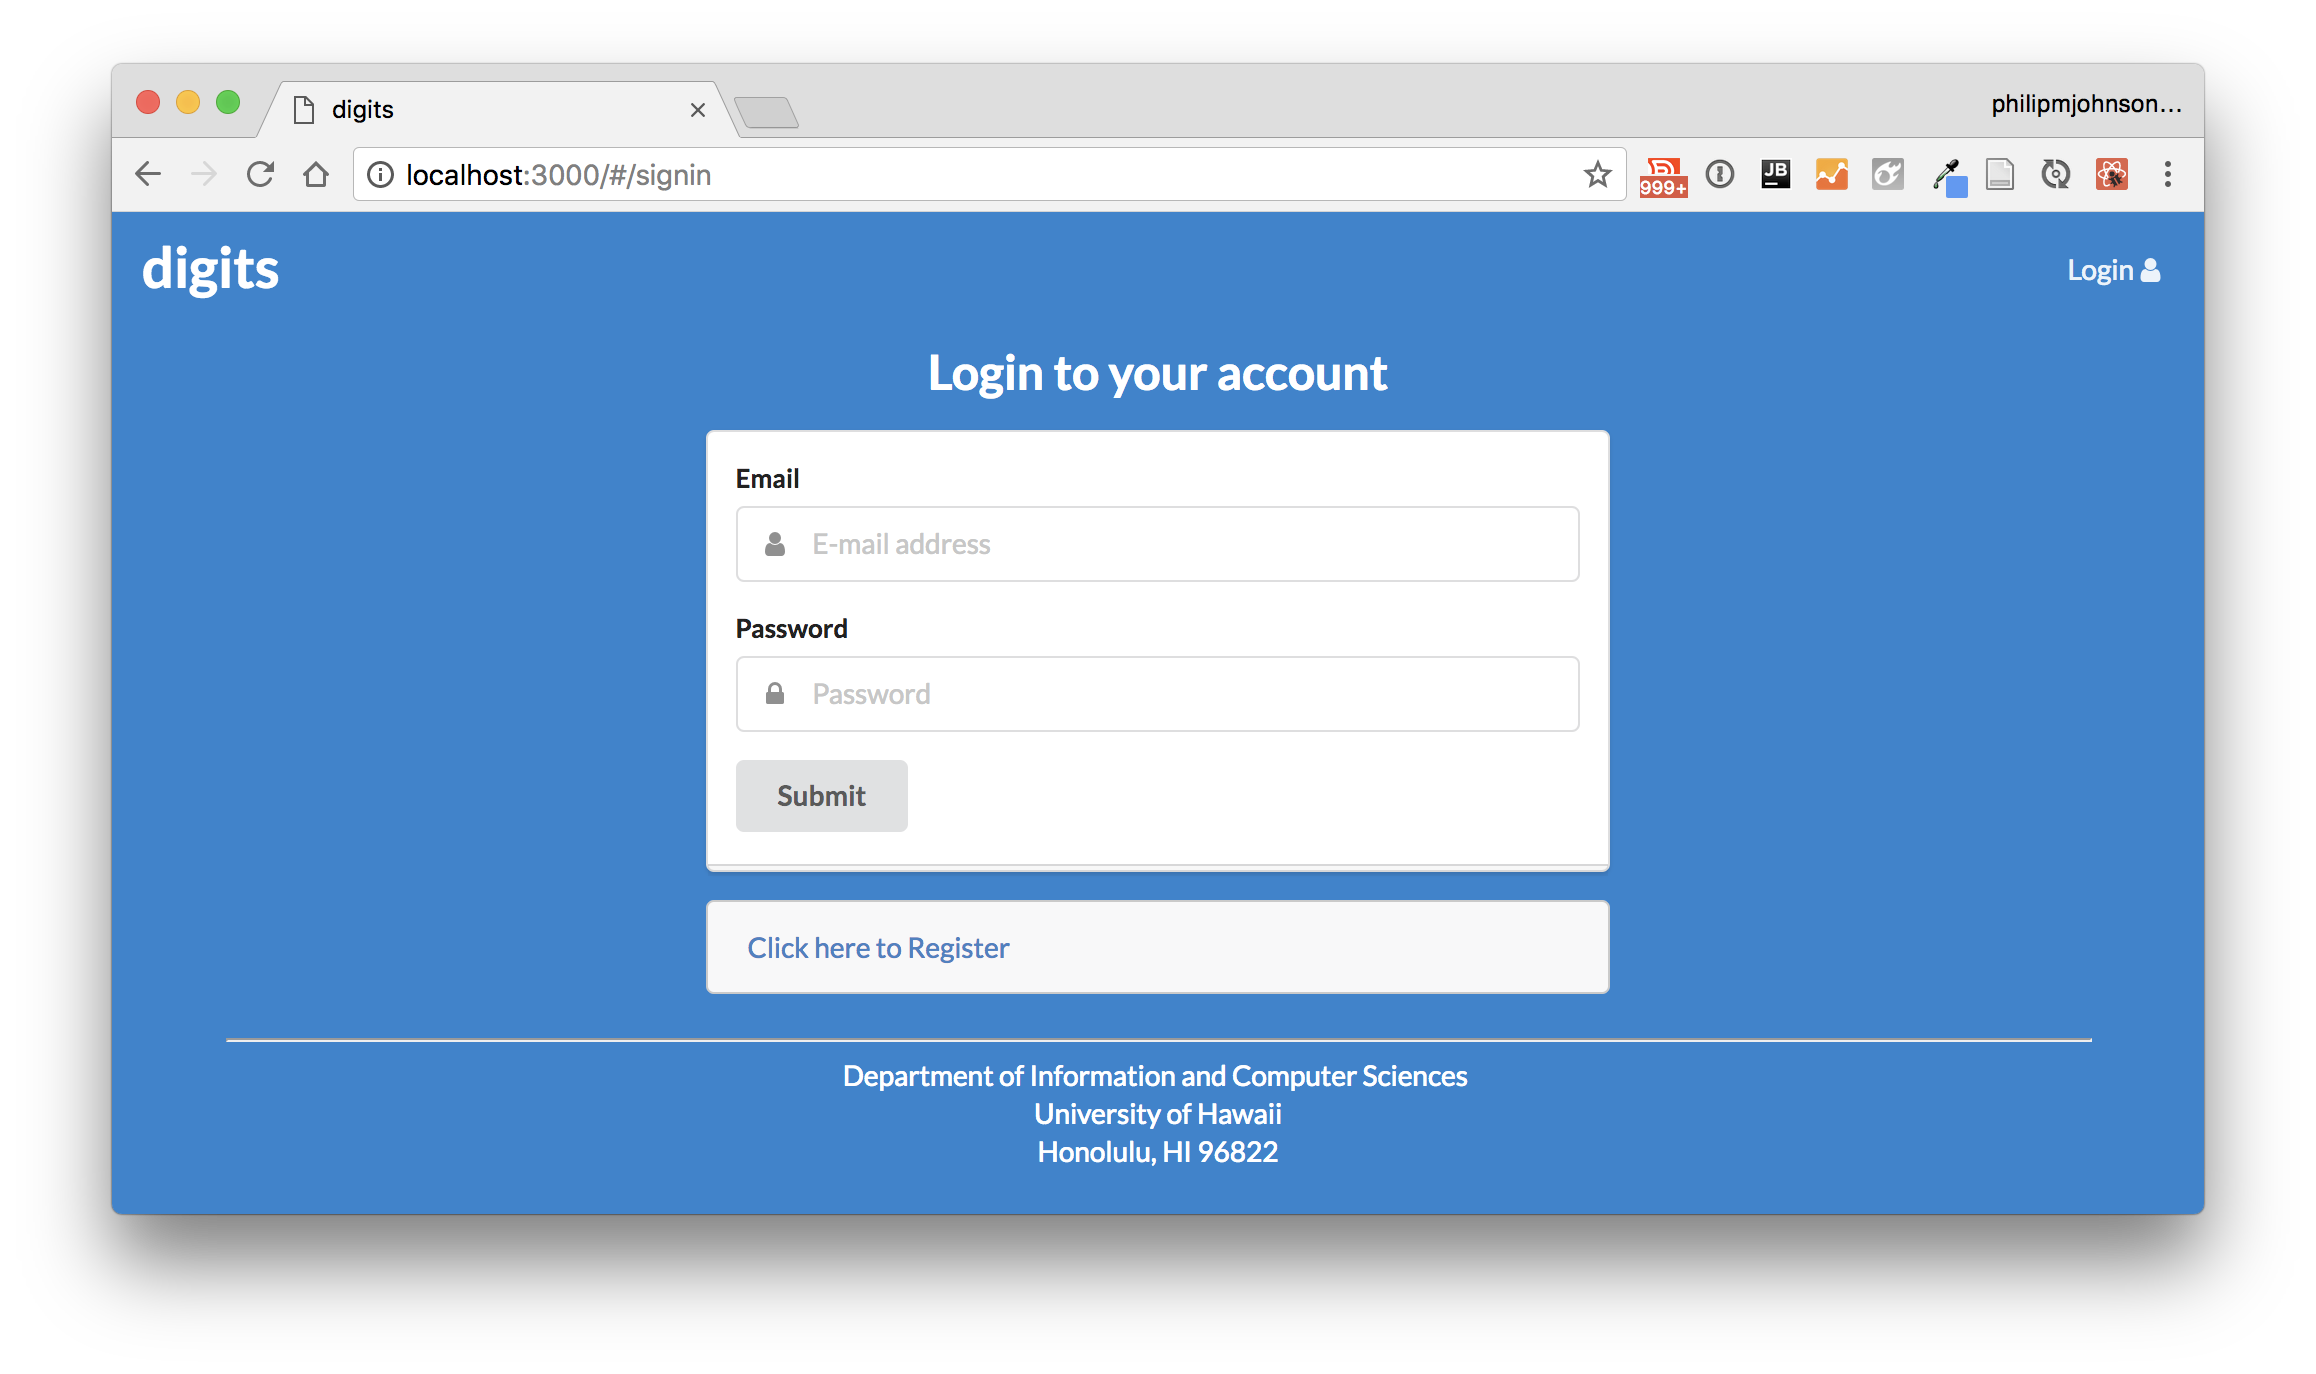 digits
philipmjohnson...
localhost:3000/#/signin
999+
JB
digits
Login
Login to your account
Email
E-mail address
Password
Password
Submit
Click here to Register
Department of Information and Computer Sciences
University of Hawaii
Honolulu, HI 96822